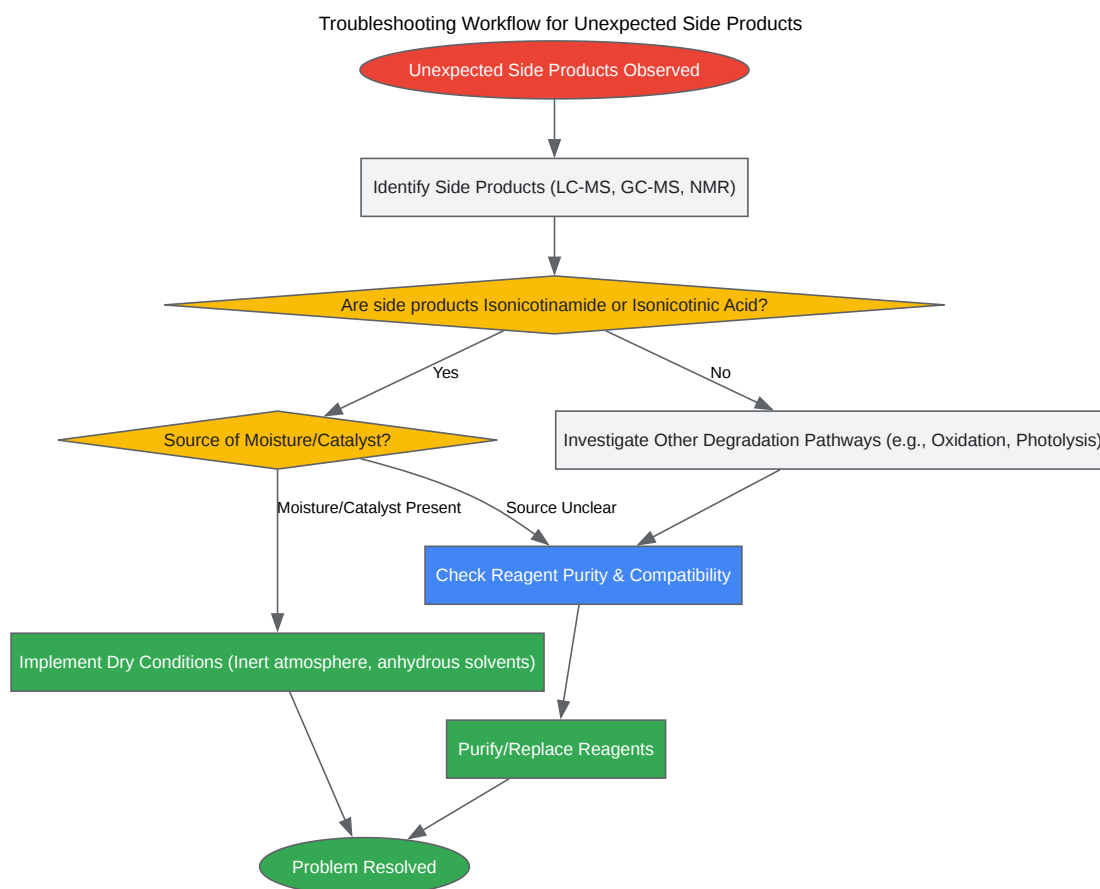 Troubleshooting Workflow for Unexpected Side Products
Unexpected Side Products Observed
Identify Side Products (LC-MS, GC-MS, NMR)
Are side products Isonicotinamide or Isonicotinic Acid?
Yes
No
Source of Moisture/Catalyst?
Investigate Other Degradation Pathways (e.g., Oxidation, Photolysis)
Moisture/Catalyst Present
Source Unclear
Check Reagent Purity & Compatibility
Implement Dry Conditions (Inert atmosphere, anhydrous solvents)
Purify/Replace Reagents
Problem Resolved